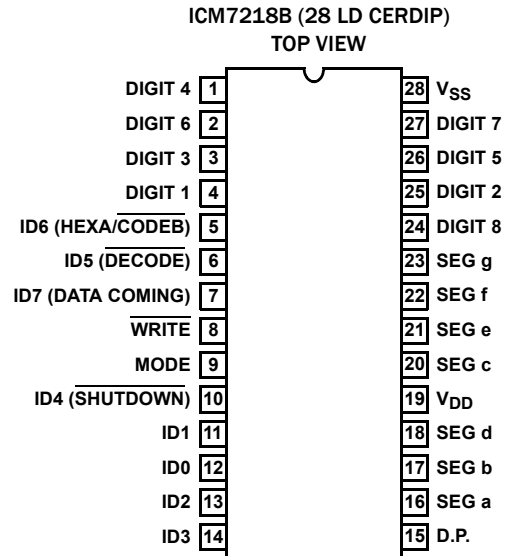 ICM7218B (28 LD CERDIP)
TOP VIEW
DIGIT 4 1
28 VSS
DIGIT 6 2
27 DIGIT 7
DIGIT 3 3
26 DIGIT 5
DIGIT 1 4
25 DIGIT 2
ID6 (HEXA/CODEB) 5
24 DIGIT 8
ID5 (DECODE) 6
23 SEG g
ID7 (DATA COMING) 7
22 SEG f
WRITE 8
21 SEG e
MODE 9
20 SEG c
ID4 (SHUTDOWN) 10
19 VDD
ID1 11
18 SEG d
ID0 12
17 SEG b
ID2 13
16 SEG a
ID3 14
15 D.P.